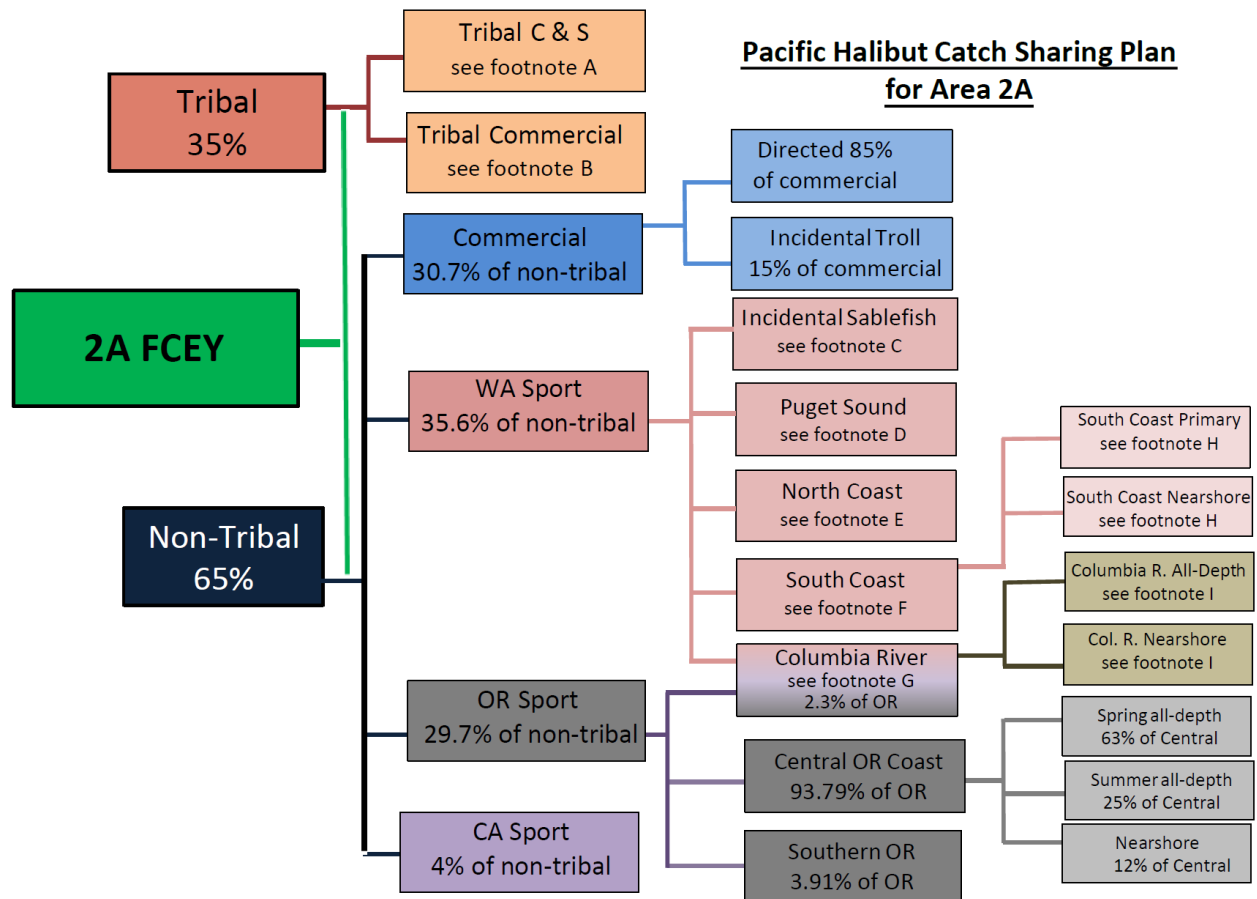 Pacific Halibut Catch Sharing Plan
for Area 2A
2A FCEY
Tribal
35%
Non-Tribal
65%
Tribal C & S
see footnote A
Tribal Commercial
see footnote B
Commercial
30.7% of non-tribal
WA Sport
35.6% of non-tribal
OR Sport
29.7% of non-tribal
CA Sport
4% of non-tribal
Directed 85%
of commercial
Incidental Troll
15% of commercial
Incidental Sablefish
see footnote C
Puget Sound
see footnote D
North Coast
see footnote E
South Coast
see footnote F
Columbia River
see footnote G
2.3% of OR
Central OR Coast
93.79% of OR
Southern OR
3.91% of OR
South Coast Primary
see footnote H
South Coast Nearshore
see footnote H
Columbia R. All-Depth
see footnote I
Col. R. Nearshore
see footnote I
Spring all-depth
63% of Central
Summer all-depth
25% of Central
Nearshore
12% of Central